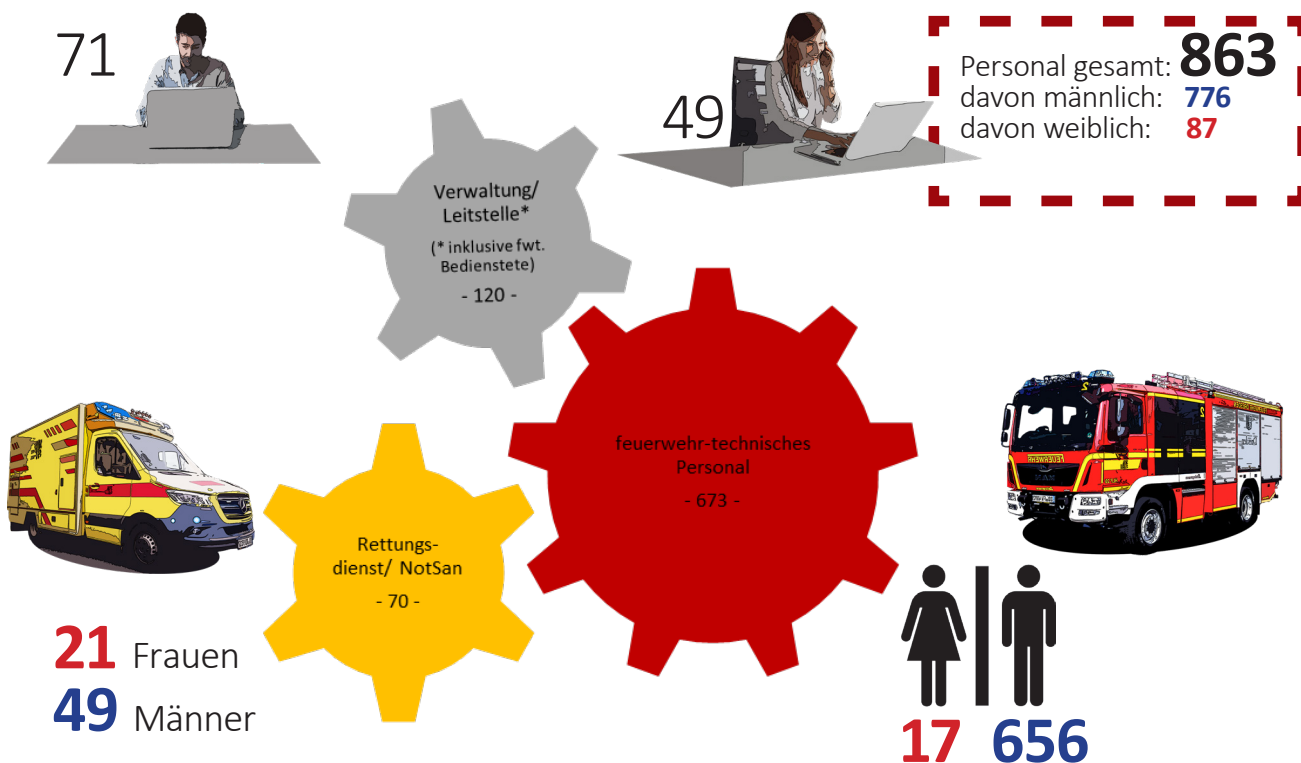 71
49
Personal gesamt: 863
davon männlich: 776
davon weiblich: 87
Verwaltung/
Leitstelle*
(* inklusive fwt.
Bedienstete)
- 120 -
feuerwehr-technisches
Personal
- 673 -
Rettungs-
dienst/ NotSan
- 70 -
21 Frauen
49 Männer
17 656